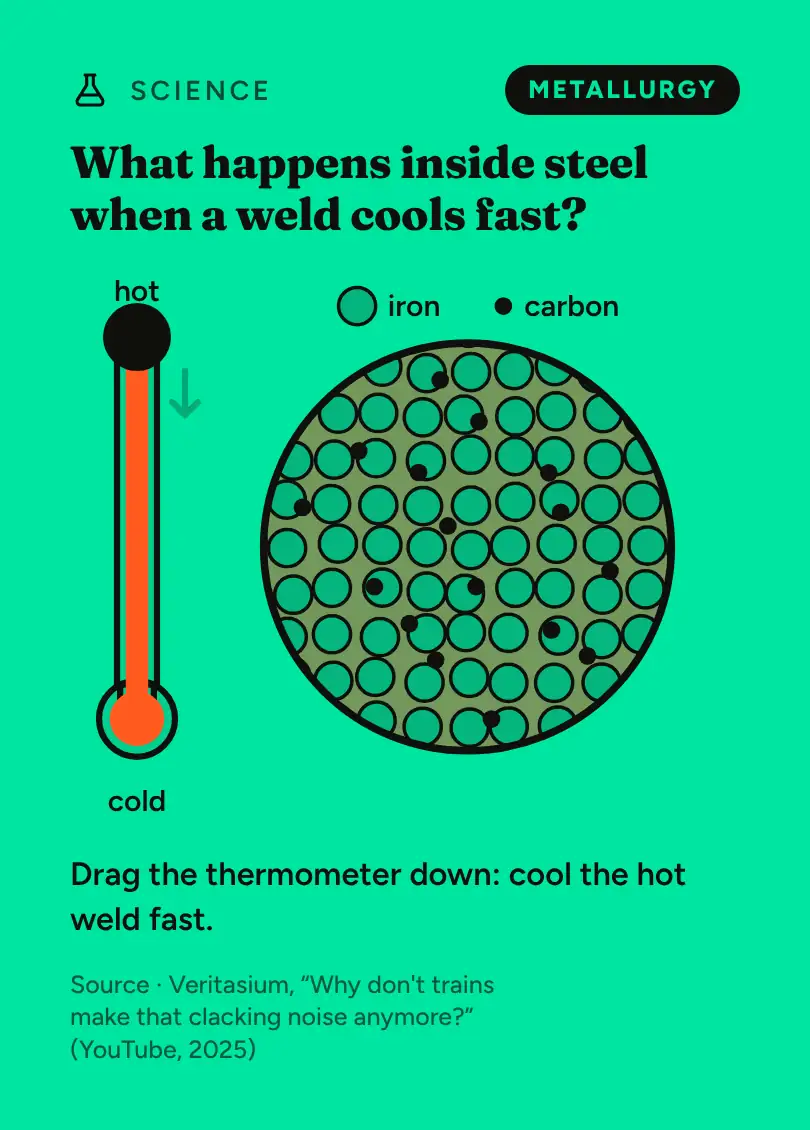 SCIENCE
METALLURGY
What happens inside steel
when a weld cools fast?
hot
iron
carbon
cold
Drag the thermometer down: cool the hot
weld fast.
Source · Veritasium, “Why don't trains
make that clacking noise anymore?”
(YouTube, 2025)